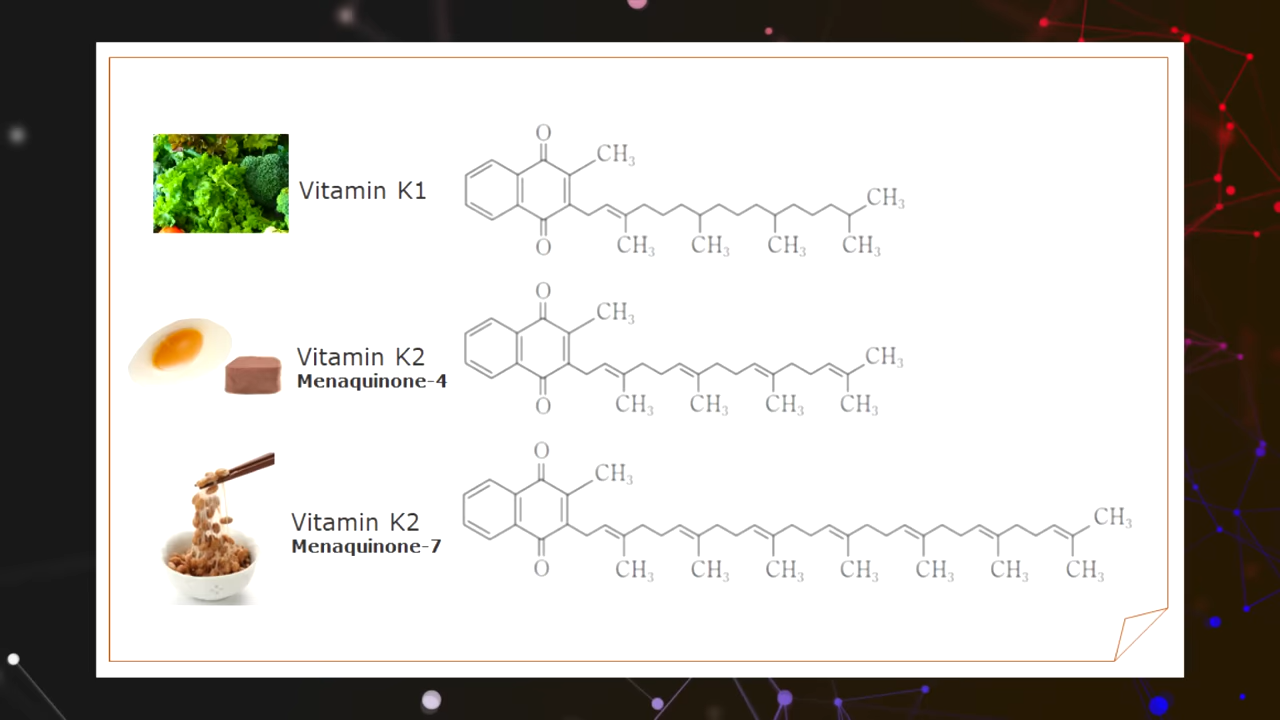 O
CH₃
Vitamin K1
CH₃
O
CH₃
CH₃
CH₃
CH₃
O
CH₃
Vitamin K2
Menaquinone-4
CH₃
O
CH₃
CH₃
CH₃
CH₃
O
CH₃
Vitamin K2
Menaquinone-7
CH₃
O
CH₃
CH₃
CH₃
CH₃
CH₃
CH₃
CH₃